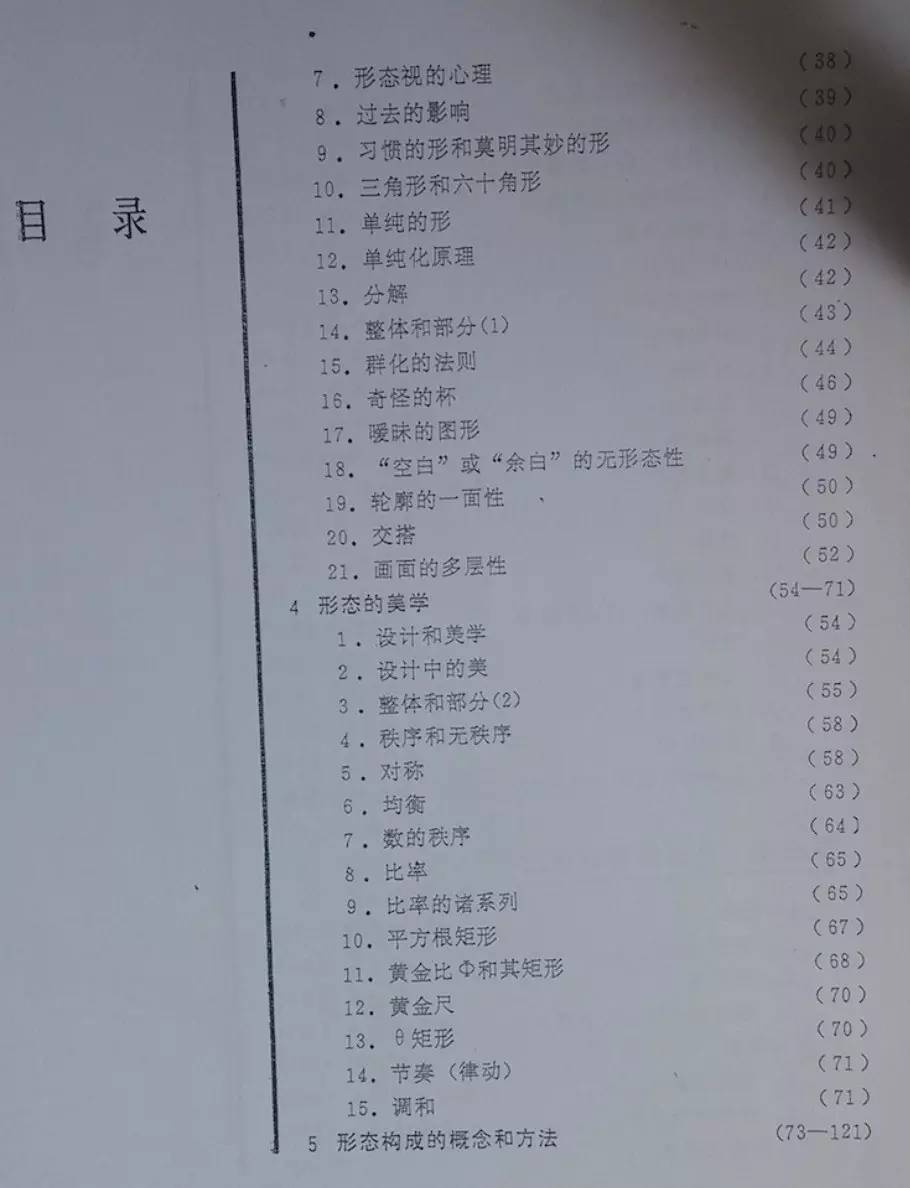 目 录
7．形态视的心理 （38）
8．过去的影响 （39）
9．习惯的形和莫明其妙的形 （40）
10．三角形和六十角形 （40）
11．单纯的形 （41）
12．单纯化原理 （42）
13．分解 （42）
14．整体和部分(1) （43）
15．群化的法则 （44）
16．奇怪的杯 （46）
17．暧昧的图形 （49）
18．“空白”或“余白”的无形态性 （49）
19．轮廓的一面性 （50）
20．交搭 （50）
21．画面的多层性 （52）
4 形态的美学 (54—71)
1．设计和美学 （54）
2．设计中的美 （54）
3．整体和部分(2) （55）
4．秩序和无秩序 （58）
5．对称 （58）
6．均衡 （63）
7．数的秩序 （64）
8．比率 （65）
9．比率的诸系列 （65）
10．平方根矩形 （67）
11．黄金比Φ和其矩形 （68）
12．黄金尺 （70）
13．θ矩形 （70）
14．节奏（律动） （71）
15．调和 （71）
5 形态构成的概念和方法 (73—121)